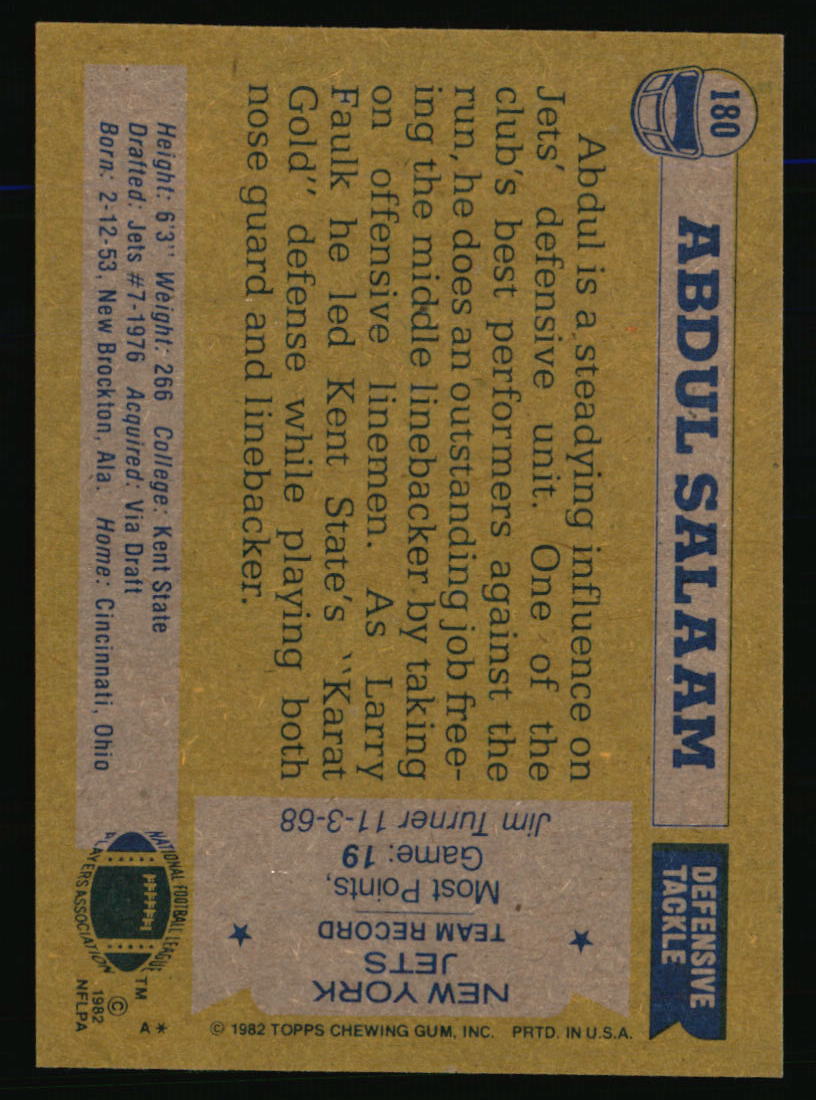 180
ABDUL SALAAM
DEFENSIVE
TACKLE
Abdul is a steadying influence on
Jets' defensive unit. One of the
club's best performers against the
run, he does an outstanding job free-
ing the middle linebacker by taking
on offensive linemen. As Larry
Faulk he led Kent State's "Karat
Gold" defense while playing both
nose guard and linebacker.
NEW YORK
JETS
TEAM RECORD
Most Points,
Game: 19
Jim Turner 11-3-68
Height: 6'3" Weight: 266 College: Kent State
Drafted: Jets #7-1976 Acquired: Via Draft
Born: 2-12-53, New Brockton, Ala. Home: Cincinnati, Ohio
NATIONAL FOOTBALL LEAGUE
PLAYERS ASSOCIATION
TM
© 1982
NFLPA
A*
© 1982 TOPPS CHEWING GUM, INC. PRTD. IN U.S.A.